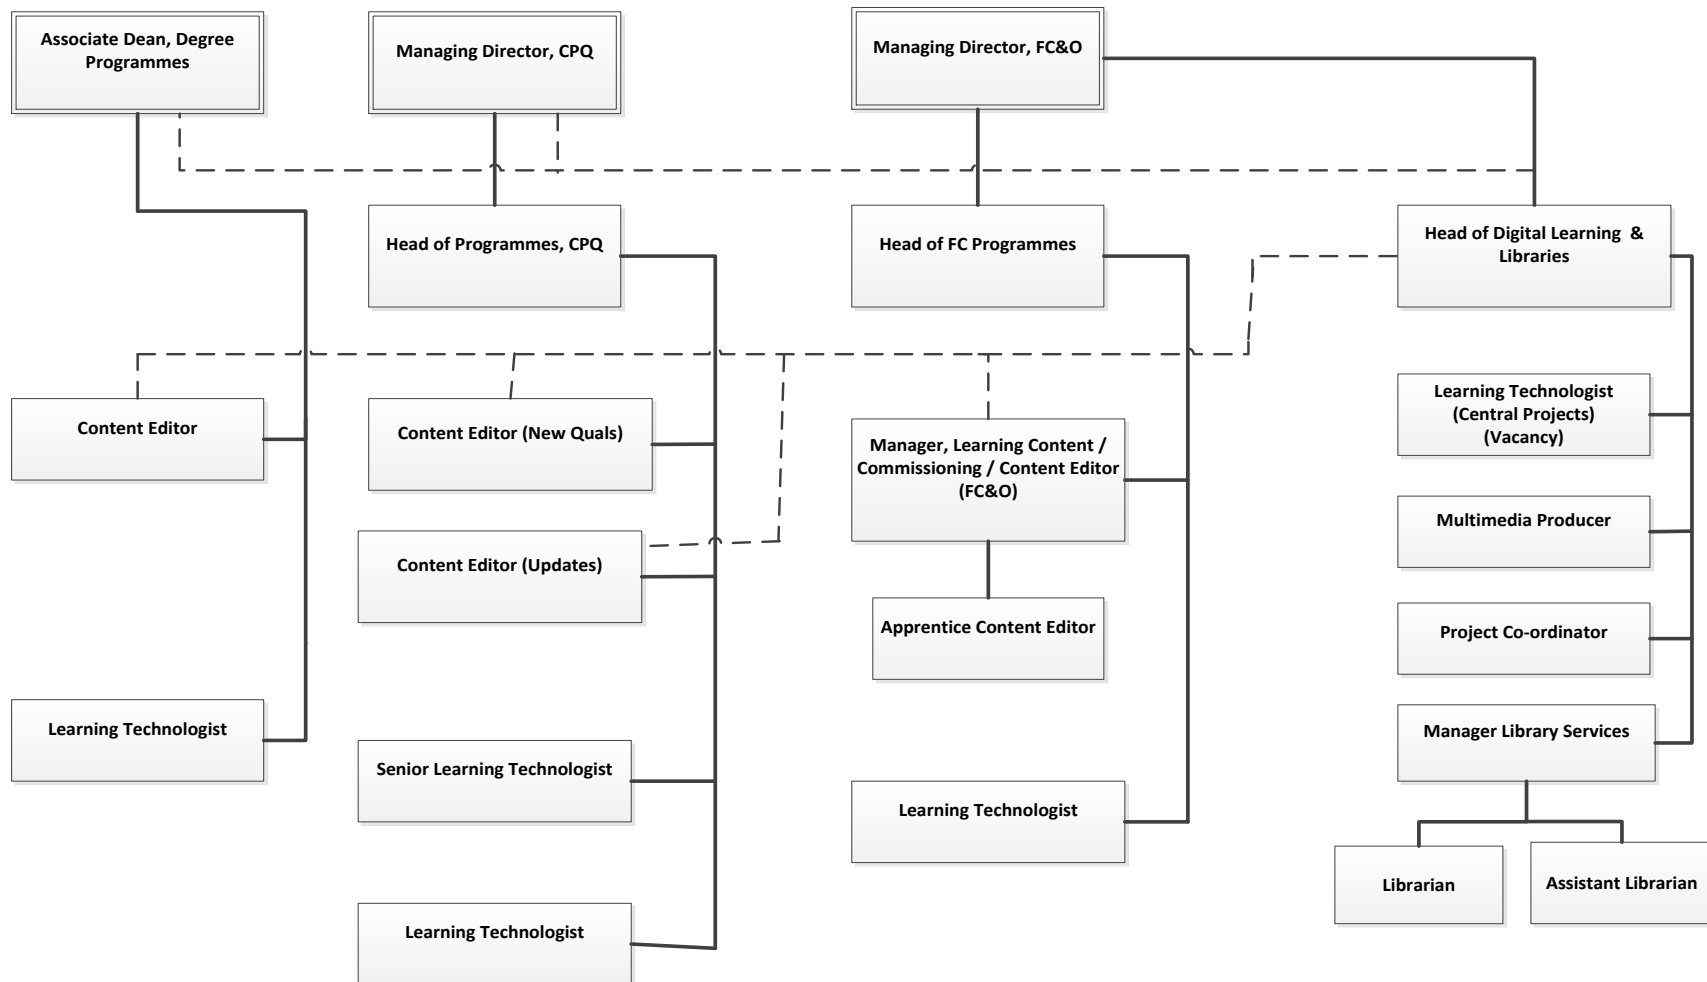 Associate Dean, Degree
Programmes
Managing Director, CPQ
Managing Director, FC&O
Head of Programmes, CPQ
Head of FC Programmes
Head of Digital Learning &
Libraries
Content Editor
Content Editor (New Quals)
Manager, Learning Content /
Commissioning / Content Editor
(FC&O)
Learning Technologist
(Central Projects)
(Vacancy)
Multimedia Producer
Content Editor (Updates)
Apprentice Content Editor
Project Co-ordinator
Learning Technologist
Manager Library Services
Senior Learning Technologist
Learning Technologist
Librarian
Assistant Librarian
Learning Technologist